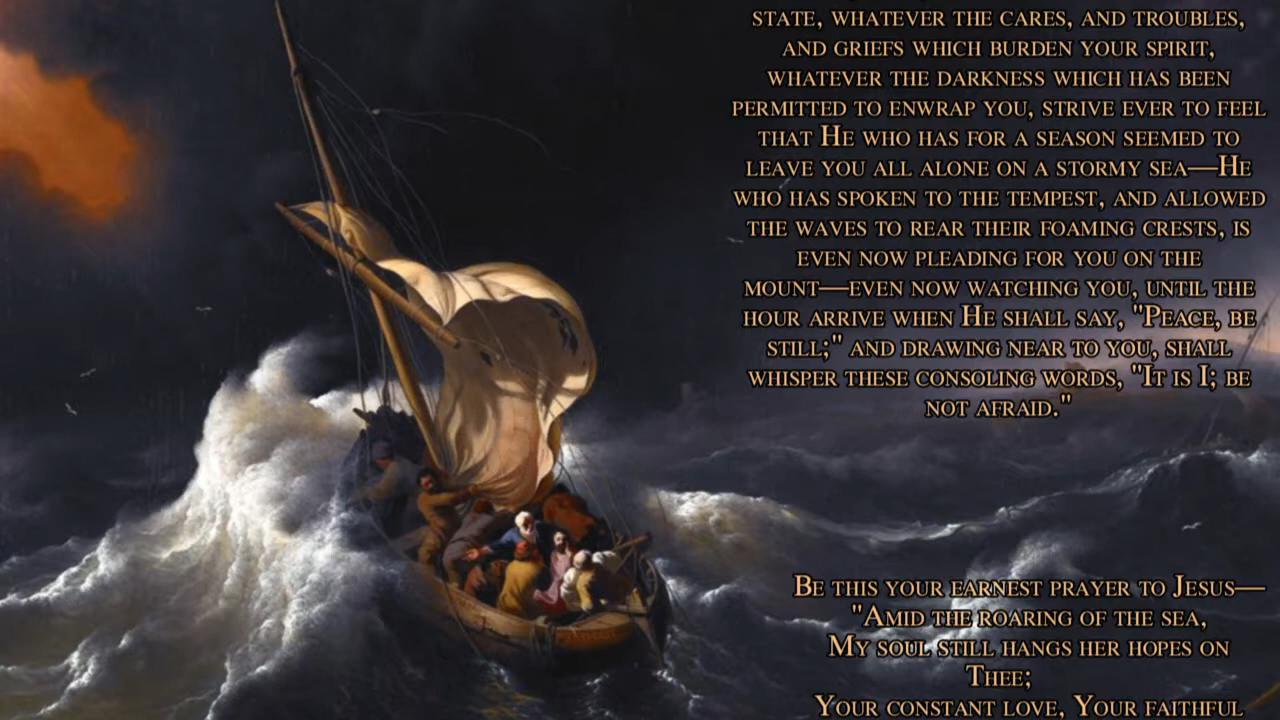 STATE, WHATEVER THE CARES, AND TROUBLES,
AND GRIEFS WHICH BURDEN YOUR SPIRIT,
WHATEVER THE DARKNESS WHICH HAS BEEN
PERMITTED TO ENWRAP YOU, STRIVE EVER TO FEEL
THAT HE WHO HAS FOR A SEASON SEEMED TO
LEAVE YOU ALL ALONE ON A STORMY SEA—HE
WHO HAS SPOKEN TO THE TEMPEST, AND ALLOWED
THE WAVES TO REAR THEIR FOAMING CRESTS, IS
EVEN NOW PLEADING FOR YOU ON THE
MOUNT—EVEN NOW WATCHING YOU, UNTIL THE
HOUR ARRIVE WHEN HE SHALL SAY, "PEACE, BE
STILL;" AND DRAWING NEAR TO YOU, SHALL
WHISPER THESE CONSOLING WORDS, "IT IS I; BE
NOT AFRAID."
BE THIS YOUR EARNEST PRAYER TO JESUS—
"AMID THE ROARING OF THE SEA,
MY SOUL STILL HANGS HER HOPES ON
THEE;
YOUR CONSTANT LOVE, YOUR FAITHFUL